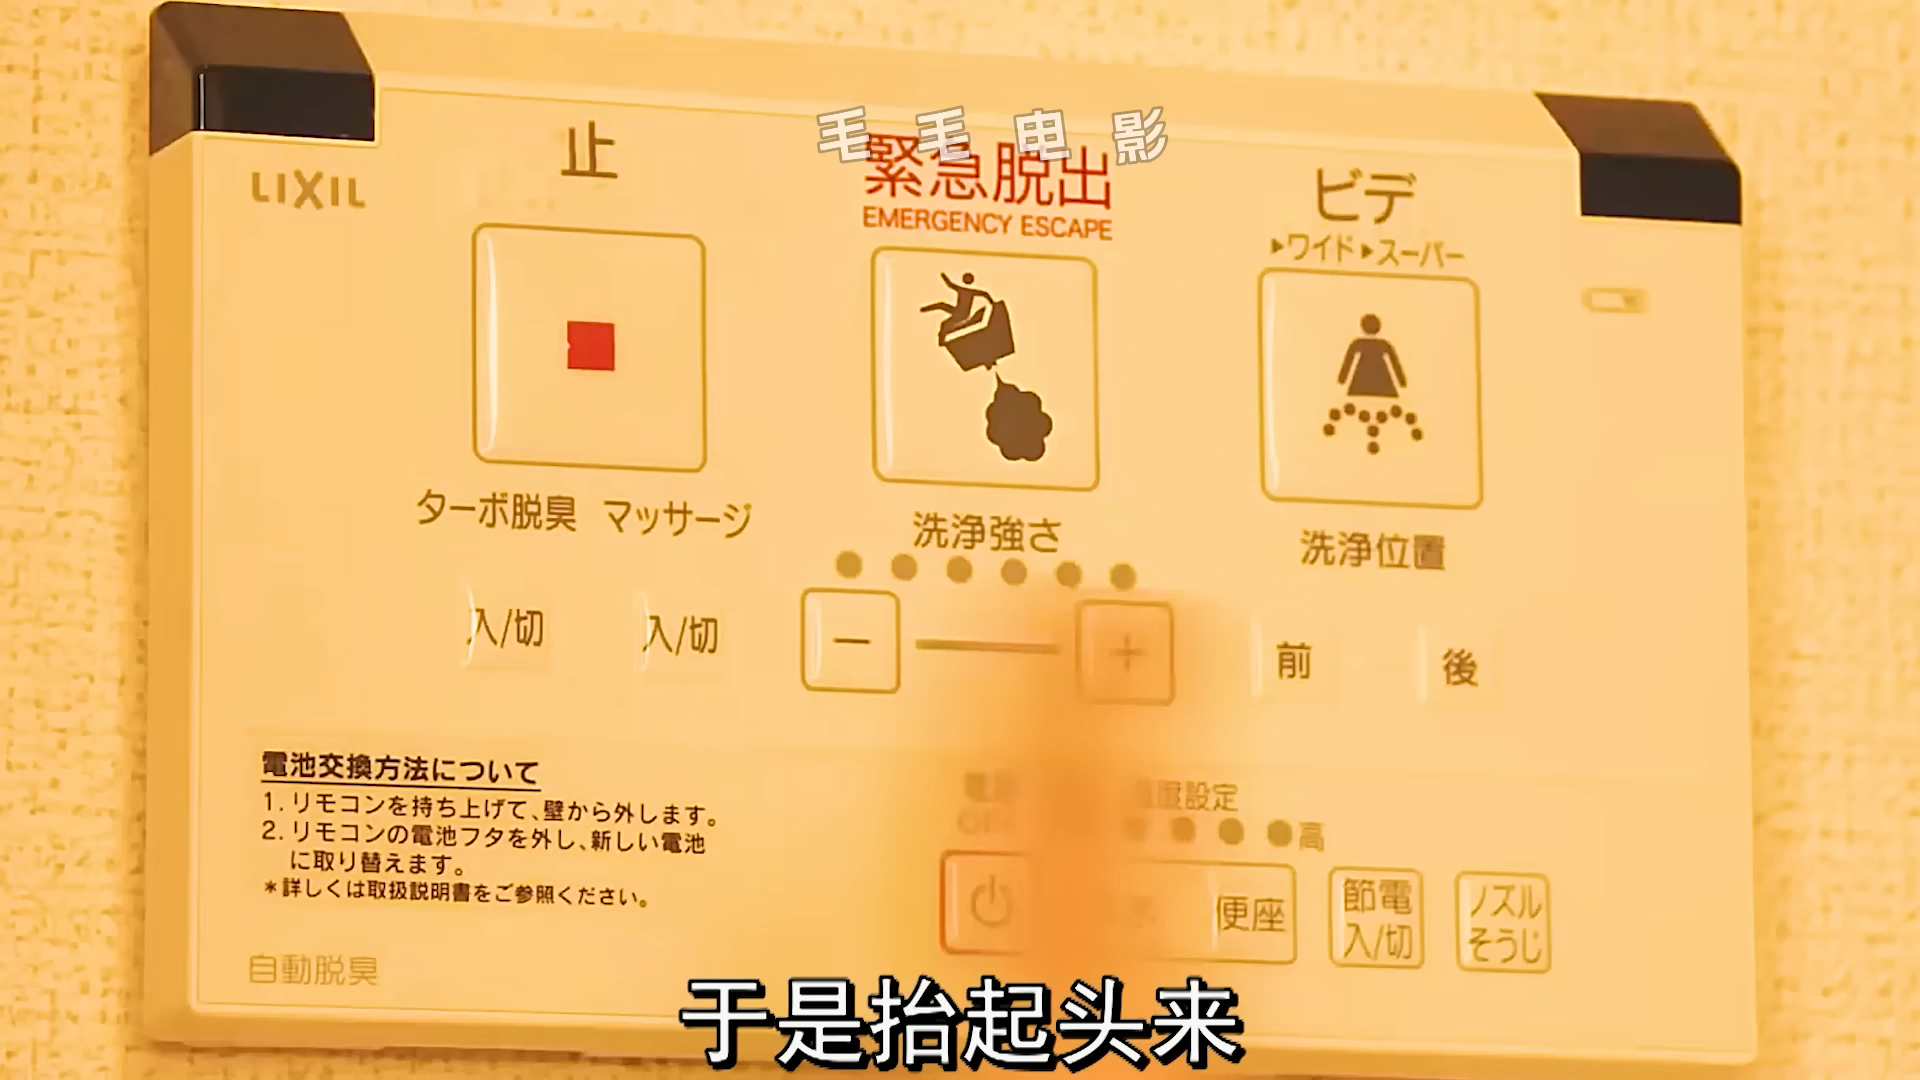 毛毛电影
LIXIL
止
緊急脱出
EMERGENCY ESCAPE
ビデ
▶ワイド▶スーパー
ターボ脱臭 マッサージ
洗浄強さ
洗浄位置
入/切 入/切
− +
前 後
電池交換方法について
1. リモコンを持ち上げて、壁から外します。
2. リモコンの電池フタを外し、新しい電池
に取り替えます。
*詳しくは取扱説明書をご参照ください。
設定
高
便座
節電
入/切
ノズル
そうじ
自動脱臭
于是抬起头来